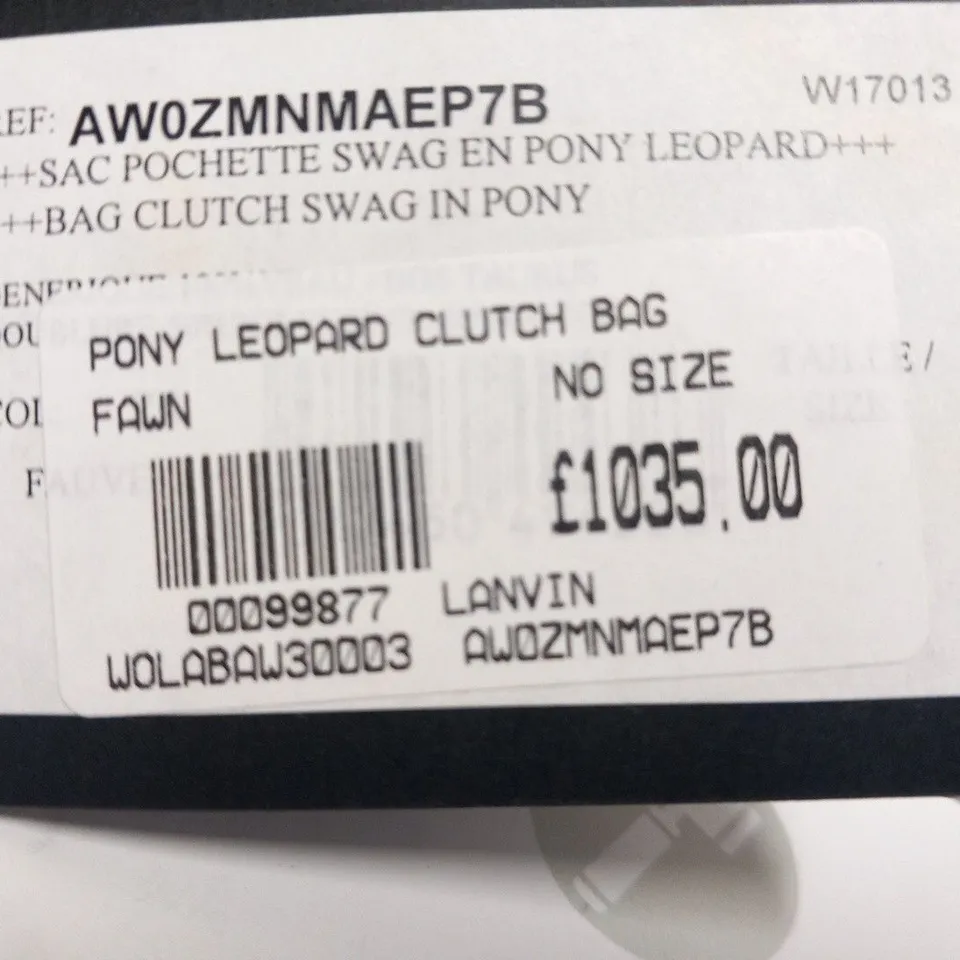 REF: AW0ZMNMAEP7B W17013
++SAC POCHETTE SWAG EN PONY LEOPARD+++
++BAG CLUTCH SWAG IN PONY
PONY LEOPARD CLUTCH BAG
FAWN NO SIZE
£1035.00
00099877 LANVIN
WOLABAW30003 AW0ZMNMAEP7B